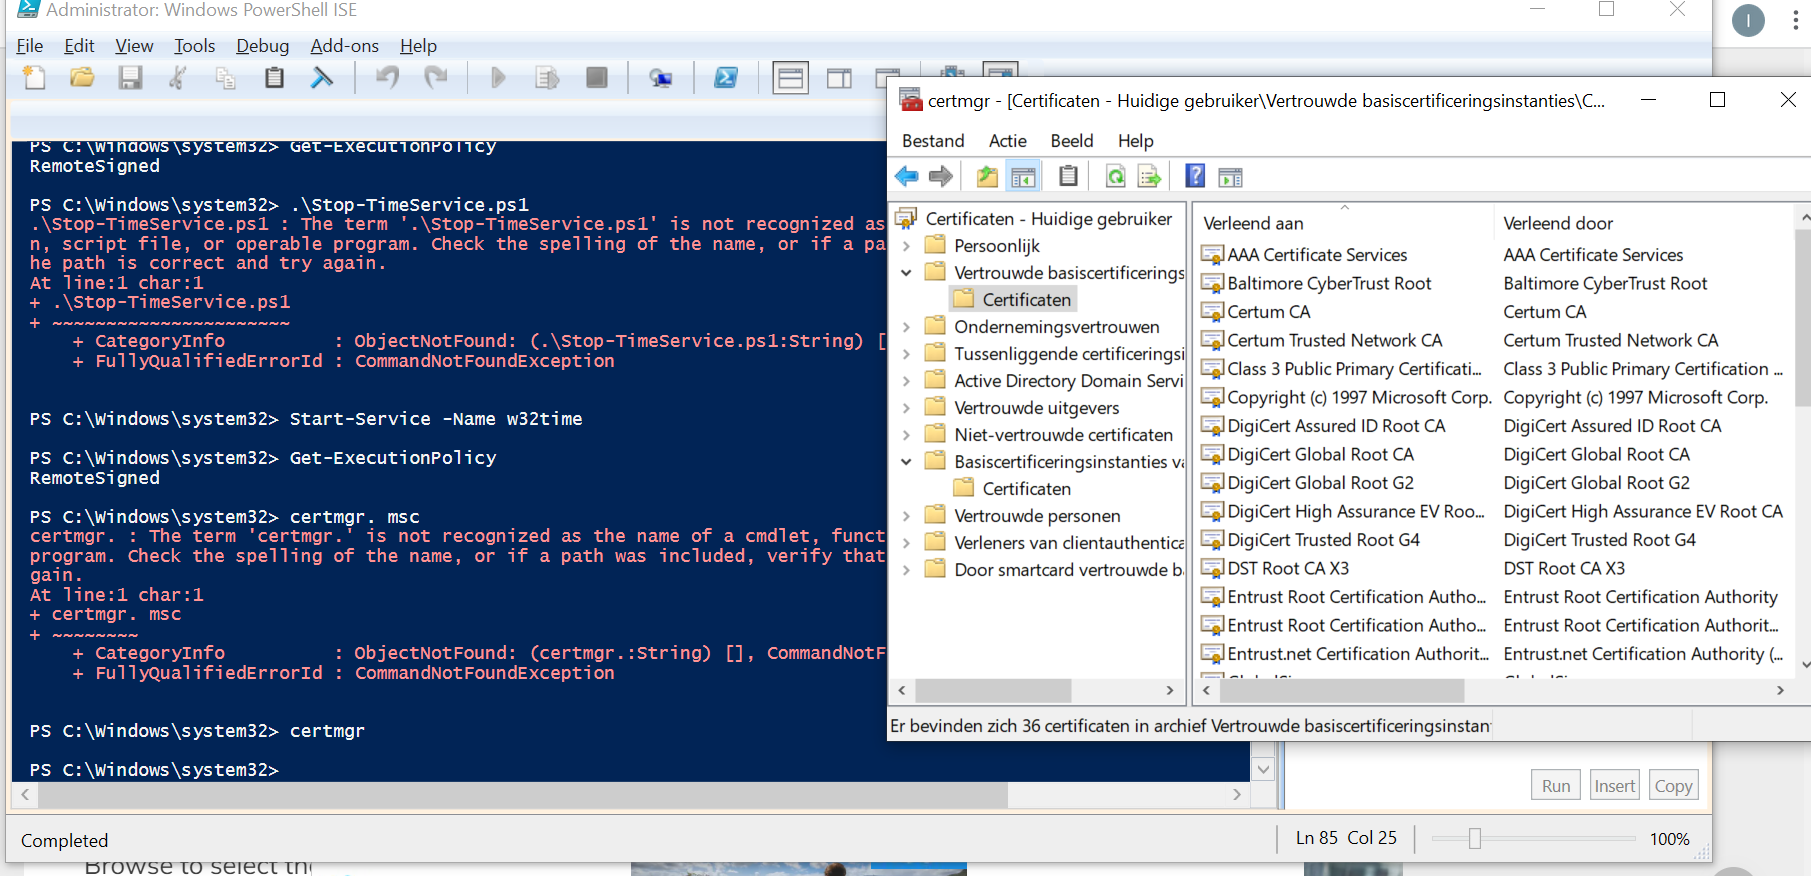 Administrator: Windows PowerShell ISE
File Edit View Tools Debug Add-ons Help
PS C:\Windows\system32> Get-ExecutionPolicy
RemoteSigned
PS C:\Windows\system32> .\Stop-TimeService.ps1
.\Stop-TimeService.ps1 : The term '.\Stop-TimeService.ps1' is not recognized as
n, script file, or operable program. Check the spelling of the name, or if a pa
he path is correct and try again.
At line:1 char:1
+ .\Stop-TimeService.ps1
+ ~~~~~~~~~~~~~~~~~~~~~~
+ CategoryInfo : ObjectNotFound: (.\Stop-TimeService.ps1:String) [
+ FullyQualifiedErrorId : CommandNotFoundException
PS C:\Windows\system32> Start-Service -Name w32time
PS C:\Windows\system32> Get-ExecutionPolicy
RemoteSigned
PS C:\Windows\system32> certmgr. msc
certmgr. : The term 'certmgr.' is not recognized as the name of a cmdlet, funct
program. Check the spelling of the name, or if a path was included, verify that
gain.
At line:1 char:1
+ certmgr. msc
+ ~~~~~~~~
+ CategoryInfo : ObjectNotFound: (certmgr.:String) [], CommandNotF
+ FullyQualifiedErrorId : CommandNotFoundException
PS C:\Windows\system32> certmgr
PS C:\Windows\system32>
Run Insert Copy
Completed
Ln 85 Col 25
100%
Browse to select th
I
certmgr - [Certificaten - Huidige gebruiker\Vertrouwde basiscertificeringsinstanties\C...
Bestand Actie Beeld Help
Certificaten - Huidige gebruiker
Persoonlijk
Vertrouwde basiscertificerings
Certificaten
Ondernemingsvertrouwen
Tussenliggende certificeringsi
Active Directory Domain Servi
Vertrouwde uitgevers
Niet-vertrouwde certificaten
Basiscertificeringsinstanties va
Certificaten
Vertrouwde personen
Verleners van clientauthentica
Door smartcard vertrouwde b
Verleend aan Verleend door
AAA Certificate Services AAA Certificate Services
Baltimore CyberTrust Root Baltimore CyberTrust Root
Certum CA Certum CA
Certum Trusted Network CA Certum Trusted Network CA
Class 3 Public Primary Certificati... Class 3 Public Primary Certification ...
Copyright (c) 1997 Microsoft Corp. Copyright (c) 1997 Microsoft Corp.
DigiCert Assured ID Root CA DigiCert Assured ID Root CA
DigiCert Global Root CA DigiCert Global Root CA
DigiCert Global Root G2 DigiCert Global Root G2
DigiCert High Assurance EV Roo... DigiCert High Assurance EV Root CA
DigiCert Trusted Root G4 DigiCert Trusted Root G4
DST Root CA X3 DST Root CA X3
Entrust Root Certification Autho... Entrust Root Certification Authority
Entrust Root Certification Autho... Entrust Root Certification Authorit...
Entrust.net Certification Authorit... Entrust.net Certification Authority (...
Er bevinden zich 36 certificaten in archief Vertrouwde basiscertificeringsinstan